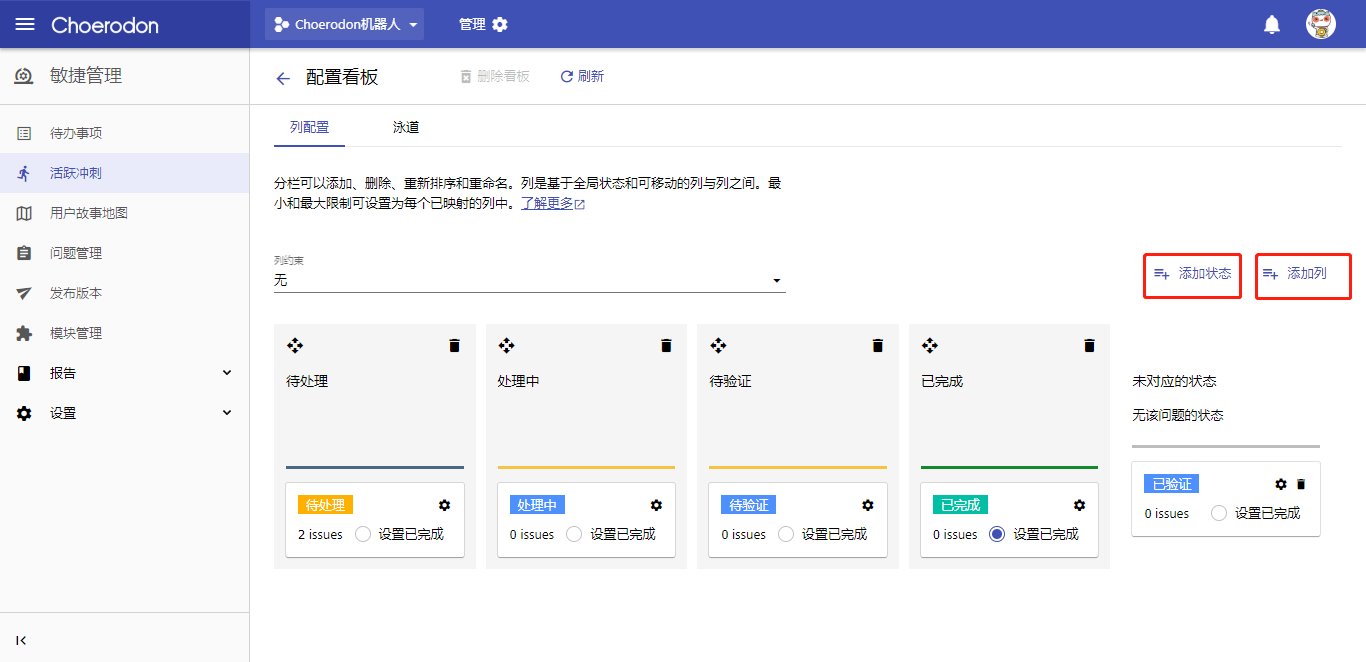 Choerodon
Choerodon机器人
管理
敏捷管理
待办事项
活跃冲刺
用户故事地图
问题管理
发布版本
模块管理
报告
设置
配置看板
删除看板
刷新
列配置
泳道
分栏可以添加、删除、重新排序和重命名。列是基于全局状态和可移动的列与列之间。最
小和最大限制可设置为每个已映射的列中。了解更多
列约束
无
添加状态
添加列
待处理
待处理
2 issues 设置已完成
处理中
处理中
0 issues 设置已完成
待验证
待验证
0 issues 设置已完成
已完成
已完成
0 issues 设置已完成
未对应的状态
无该问题的状态
已验证
0 issues 设置已完成